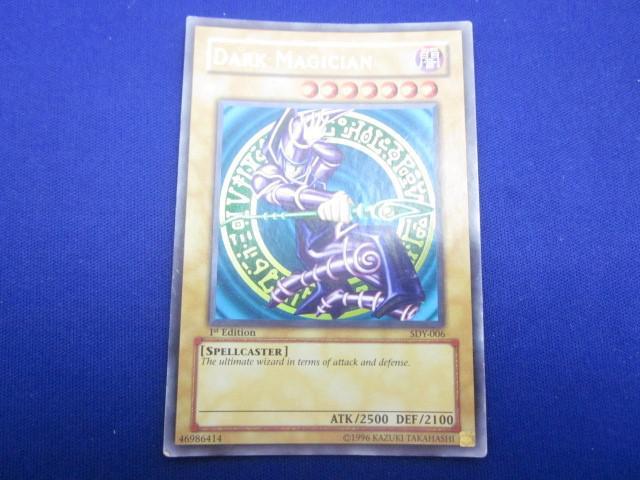 DARK MAGICIAN
闇
1st Edition
SDY-006
[SPELLCASTER]
The ultimate wizard in terms of attack and defense.
ATK/2500 DEF/2100
46986414
©1996 KAZUKI TAKAHASHI